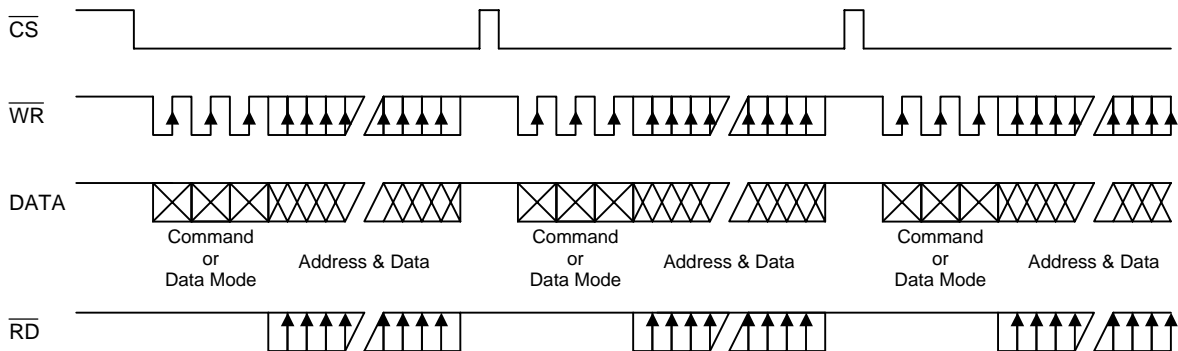 CS
WR
DATA
Command
or
Data Mode
Address & Data
Command
or
Data Mode
Address & Data
Command
or
Data Mode
Address & Data
RD